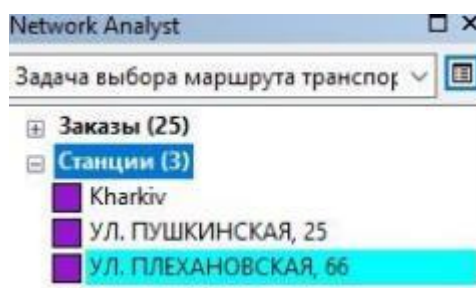 Network Analyst
Задача выбора маршрута транспор
Заказы (25)
Станции (3)
Kharkiv
УЛ. ПУШКИНСКАЯ, 25
УЛ. ПЛЕХАНОВСКАЯ, 66